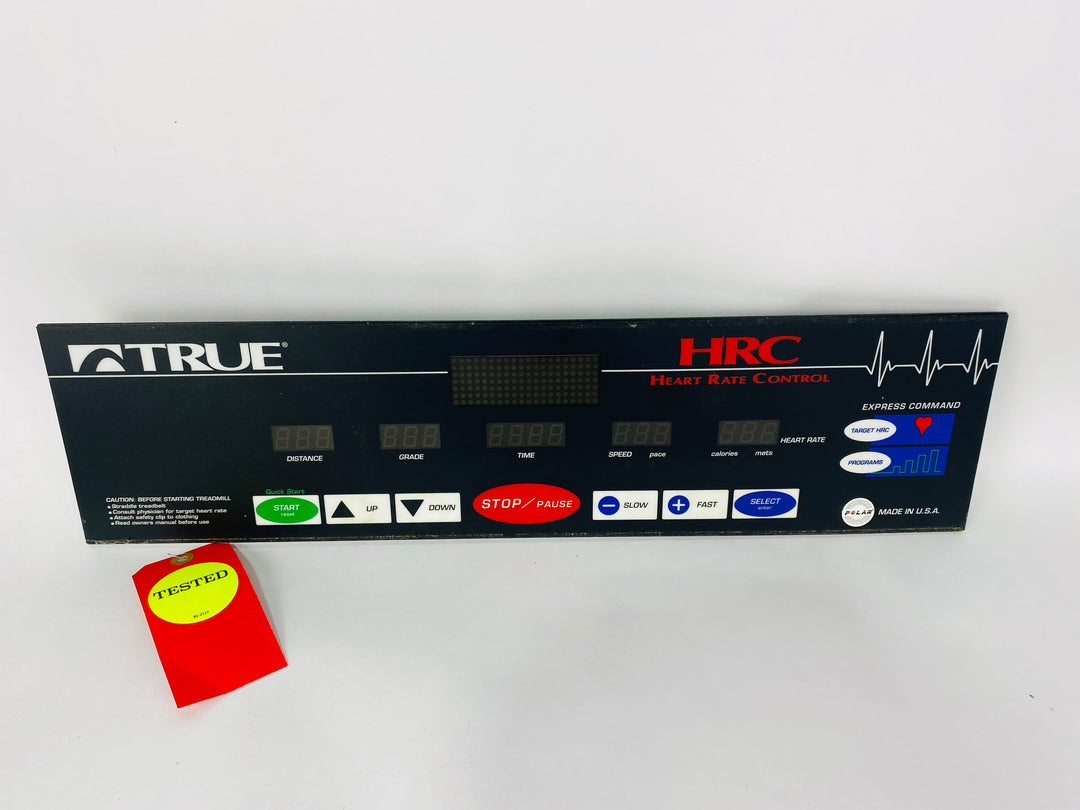 TRUE®
HRC
HEART RATE CONTROL
EXPRESS COMMAND
TARGET HRC
PROGRAMS
DISTANCE
GRADE
TIME
SPEED pace
calories mets
HEART RATE
CAUTION: BEFORE STARTING TREADMILL
• Straddle treadbelt
• Consult physician for target heart rate
• Attach safety clip to clothing
• Read owners manual before use
Quick Start
START
reset
UP
DOWN
STOP/PAUSE
SLOW
FAST
SELECT
enter
POLAR
MADE IN U.S.A.
TESTED